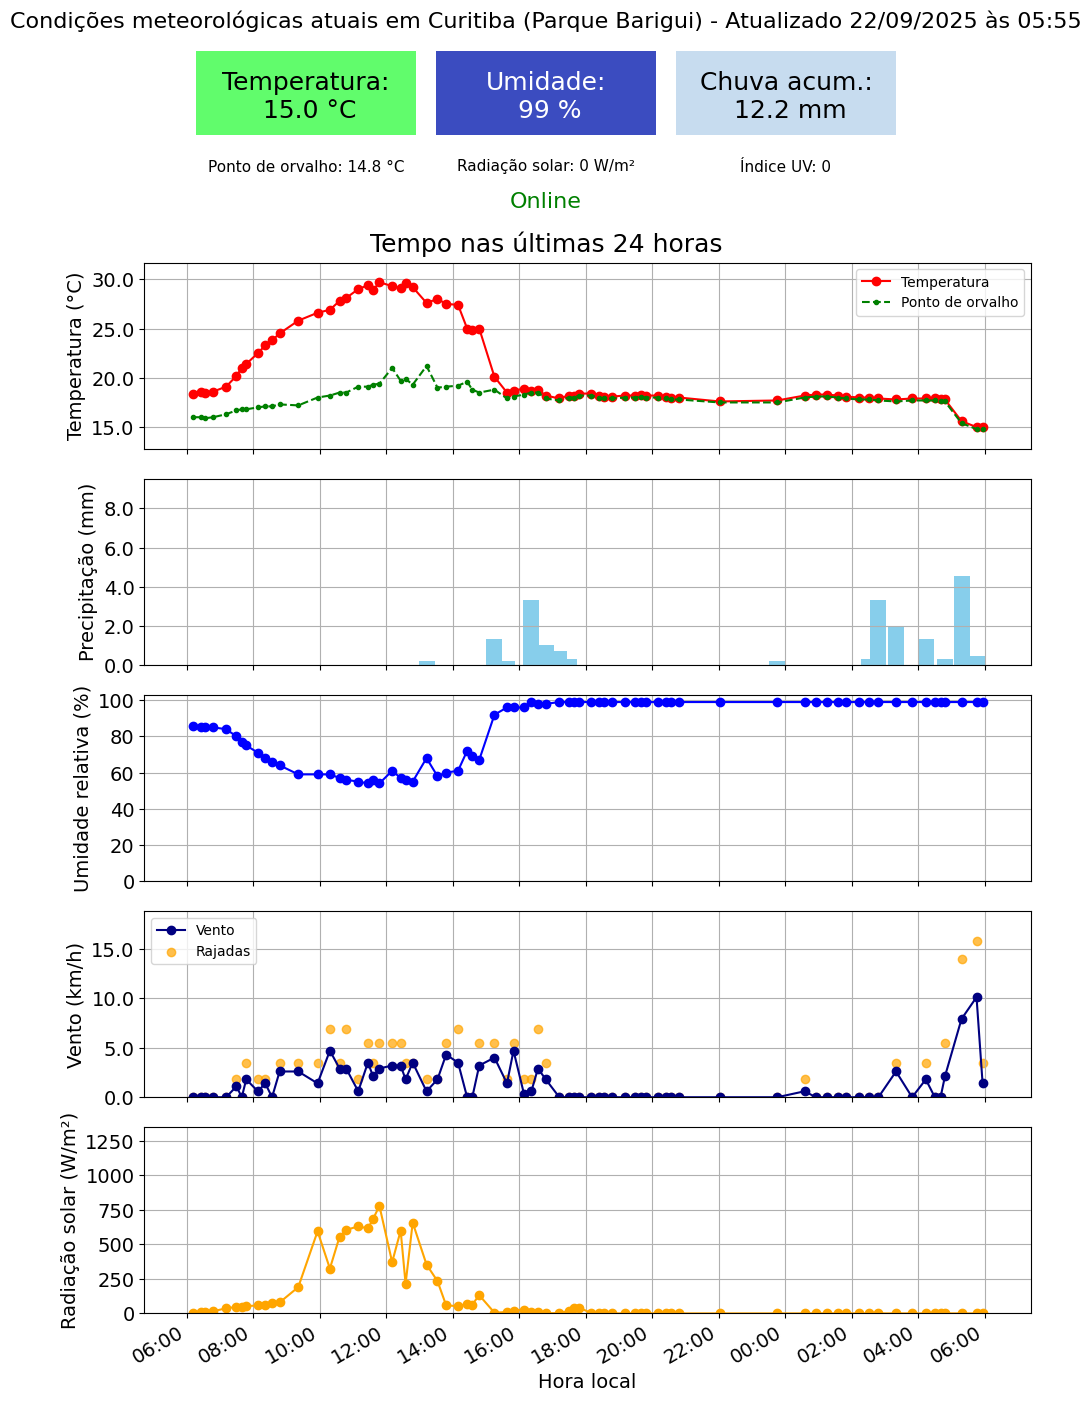 Condições meteorológicas atuais em Curitiba (Parque Barigui) - Atualizado 22/09/2025 às 05:55
Temperatura:
15.0 °C
Umidade:
99 %
Chuva acum.:
12.2 mm
Ponto de orvalho: 14.8 °C
Radiação solar: 0 W/m²
Índice UV: 0
Online
Tempo nas últimas 24 horas
Temperatura (°C)
30.0
25.0
20.0
15.0
Temperatura
Ponto de orvalho
Precipitação (mm)
8.0
6.0
4.0
2.0
0.0
Umidade relativa (%)
100
80
60
40
20
0
Vento (km/h)
15.0
10.0
5.0
0.0
Vento
Rajadas
Radiação solar (W/m²)
1250
1000
750
500
250
0
06:00
08:00
10:00
12:00
14:00
16:00
18:00
20:00
22:00
00:00
02:00
04:00
06:00
Hora local